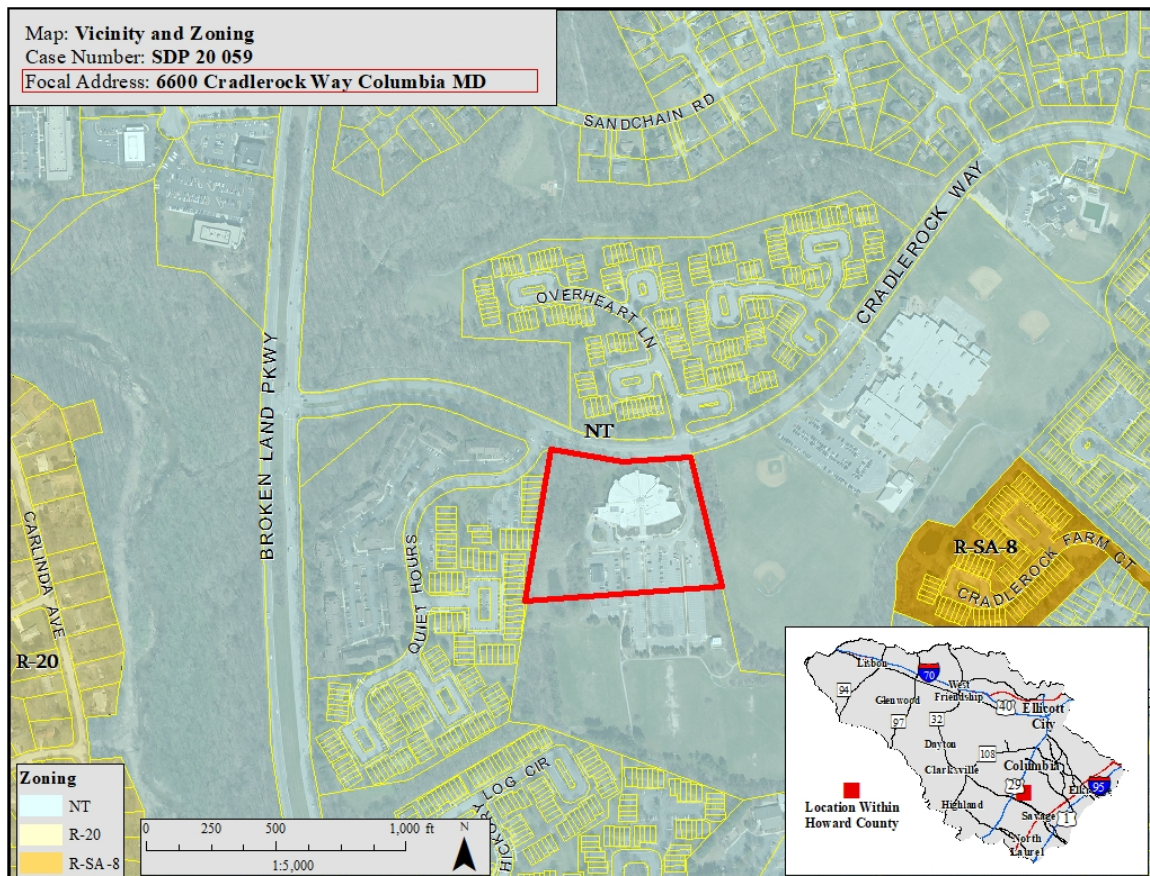 Map: Vicinity and Zoning
Case Number: SDP 20 059
Focal Address: 6600 Cradlerock Way Columbia MD
SANDCHAIN RD
CRADLEROCK WAY
OVERHEART LN
BROKEN LAND PKWY
NT
CARLINDA AVE
QUIET HOURS
R-SA-8
CRADLEROCK FARM CT
R-20
HICKORY LOG CIR
Zoning
NT
R-20
R-SA-8
0 250 500 1,000 ft
N
1:5,000
Location Within
Howard County
Lisbon
70
West
Friendship
94
Glenwood
40
Ellicott
City
97
32
Dayton
108
Clarksville
Columbia
29
Elk
95
Highland
Savage
1
North
Laurel